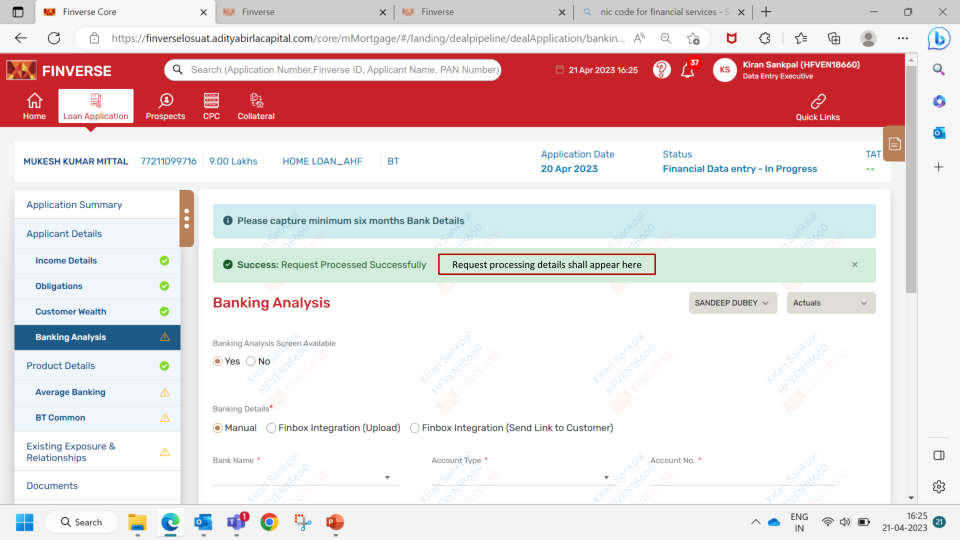 Finverse Core
Finverse
Finverse
nic code for financial services - S
https://finverselosuat.adityabirlacapital.com/core/mMortgage/#/landing/dealpipeline/dealApplication/bankin...
FINVERSE
Search (Application Number,Finverse ID, Applicant Name, PAN Number)
21 Apr 2023 16:25
37
KS
Kiran Sankpal (HFVEN18660)
Data Entry Executive
Home
Loan Application
Prospects
CPC
Collateral
Quick Links
MUKESH KUMAR MITTAL
77211099716
9.00 Lakhs
HOME LOAN_AHF
BT
Application Date
20 Apr 2023
Status
Financial Data entry - In Progress
TAT
--
Application Summary
Applicant Details
Income Details
Obligations
Customer Wealth
Banking Analysis
Product Details
Average Banking
BT Common
Existing Exposure &
Relationships
Documents
Please capture minimum six months Bank Details
Success: Request Processed Successfully
Request processing details shall appear here
Banking Analysis
SANDEEP DUBEY
Actuals
Banking Analysis Screen Available
Yes
No
Banking Details*
Manual
Finbox Integration (Upload)
Finbox Integration (Send Link to Customer)
Bank Name *
Account Type *
Account No. *
Kiran Sankpal
HFVEN18660
FINVERSE
Search
1
ENG
IN
16:25
21-04-2023
21